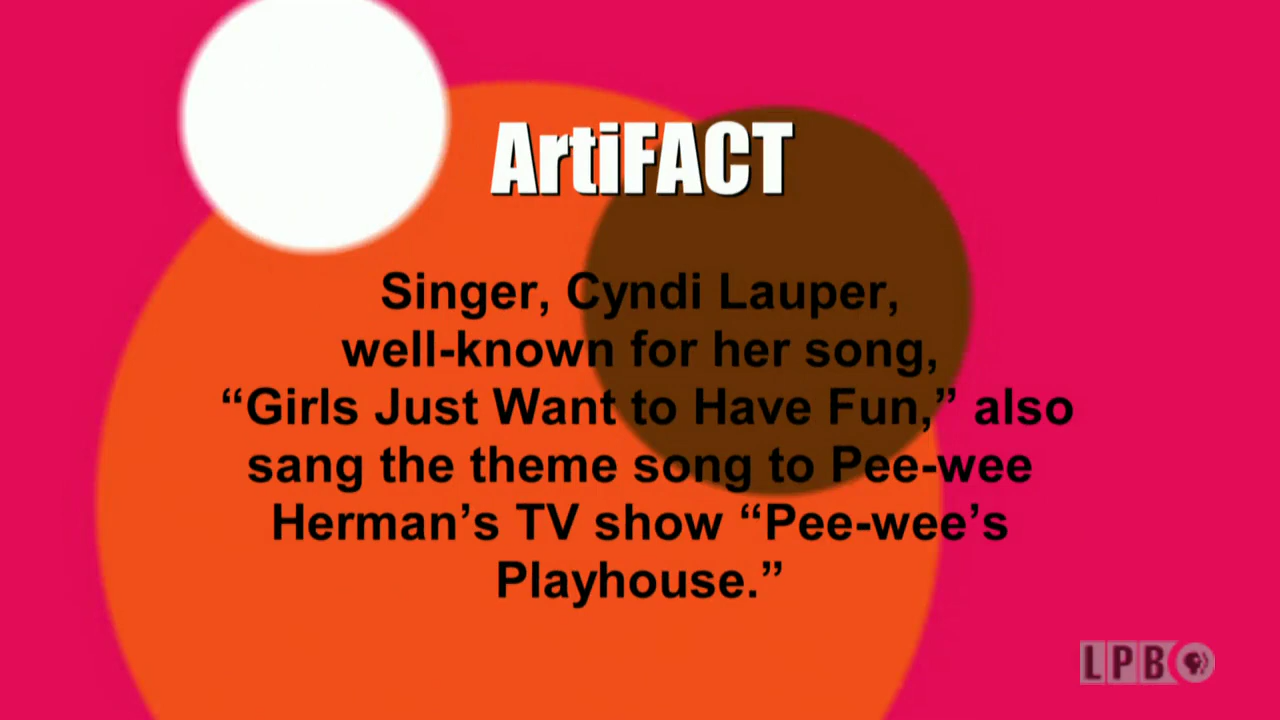 ArtiFACT
Singer, Cyndi Lauper,
well-known for her song,
“Girls Just Want to Have Fun,” also
sang the theme song to Pee-wee
Herman’s TV show “Pee-wee’s
Playhouse.”
LPB